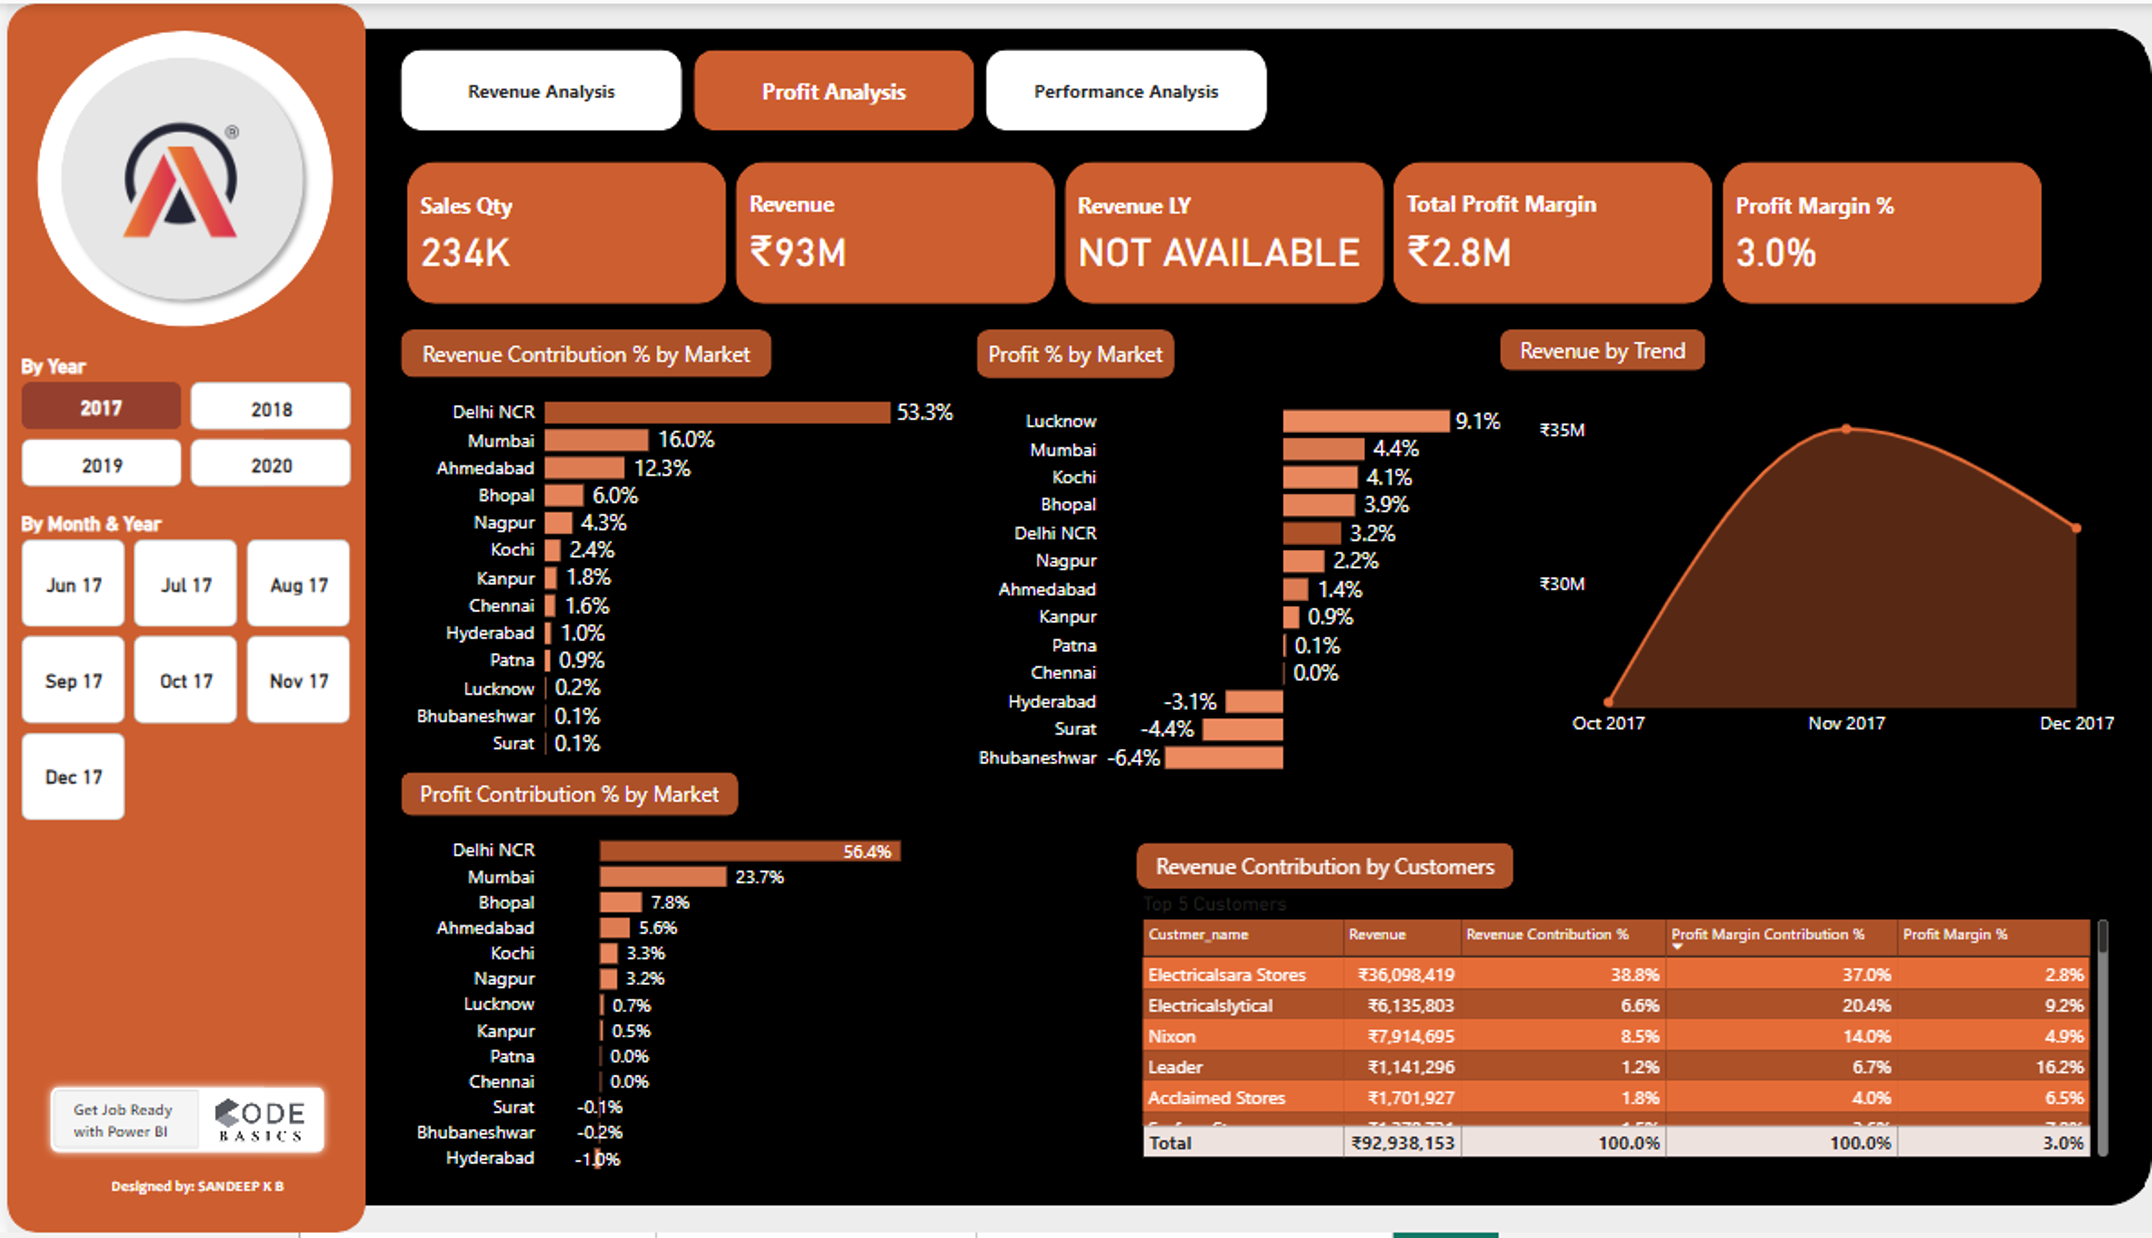 Revenue Analysis
Profit Analysis
Performance Analysis
®
Sales Qty
234K
Revenue
₹93M
Revenue LY
NOT AVAILABLE
Total Profit Margin
₹2.8M
Profit Margin %
3.0%
By Year
2017
2018
2019
2020
By Month & Year
Jun 17
Jul 17
Aug 17
Sep 17
Oct 17
Nov 17
Dec 17
Get Job Ready
with Power BI
CODE
BASICS
Designed by: SANDEEP K B
Revenue Contribution % by Market
Delhi NCR 53.3%
Mumbai 16.0%
Ahmedabad 12.3%
Bhopal 6.0%
Nagpur 4.3%
Kochi 2.4%
Kanpur 1.8%
Chennai 1.6%
Hyderabad 1.0%
Patna 0.9%
Lucknow 0.2%
Bhubaneshwar 0.1%
Surat 0.1%
Profit % by Market
Lucknow 9.1%
Mumbai 4.4%
Kochi 4.1%
Bhopal 3.9%
Delhi NCR 3.2%
Nagpur 2.2%
Ahmedabad 1.4%
Kanpur 0.9%
Patna 0.1%
Chennai 0.0%
Hyderabad -3.1%
Surat -4.4%
Bhubaneshwar -6.4%
Revenue by Trend
₹35M
₹30M
Oct 2017 Nov 2017 Dec 2017
Profit Contribution % by Market
Delhi NCR 56.4%
Mumbai 23.7%
Bhopal 7.8%
Ahmedabad 5.6%
Kochi 3.3%
Nagpur 3.2%
Lucknow 0.7%
Kanpur 0.5%
Patna 0.0%
Chennai 0.0%
Surat -0.1%
Bhubaneshwar -0.2%
Hyderabad -1.0%
Revenue Contribution by Customers
Top 5 Customers
Custmer_name Revenue Revenue Contribution % Profit Margin Contribution % Profit Margin %
Electricalsara Stores ₹36,098,419 38.8% 37.0% 2.8%
Electricalslytical ₹6,135,803 6.6% 20.4% 9.2%
Nixon ₹7,914,695 8.5% 14.0% 4.9%
Leader ₹1,141,296 1.2% 6.7% 16.2%
Acclaimed Stores ₹1,701,927 1.8% 4.0% 6.5%
Total ₹92,938,153 100.0% 100.0% 3.0%